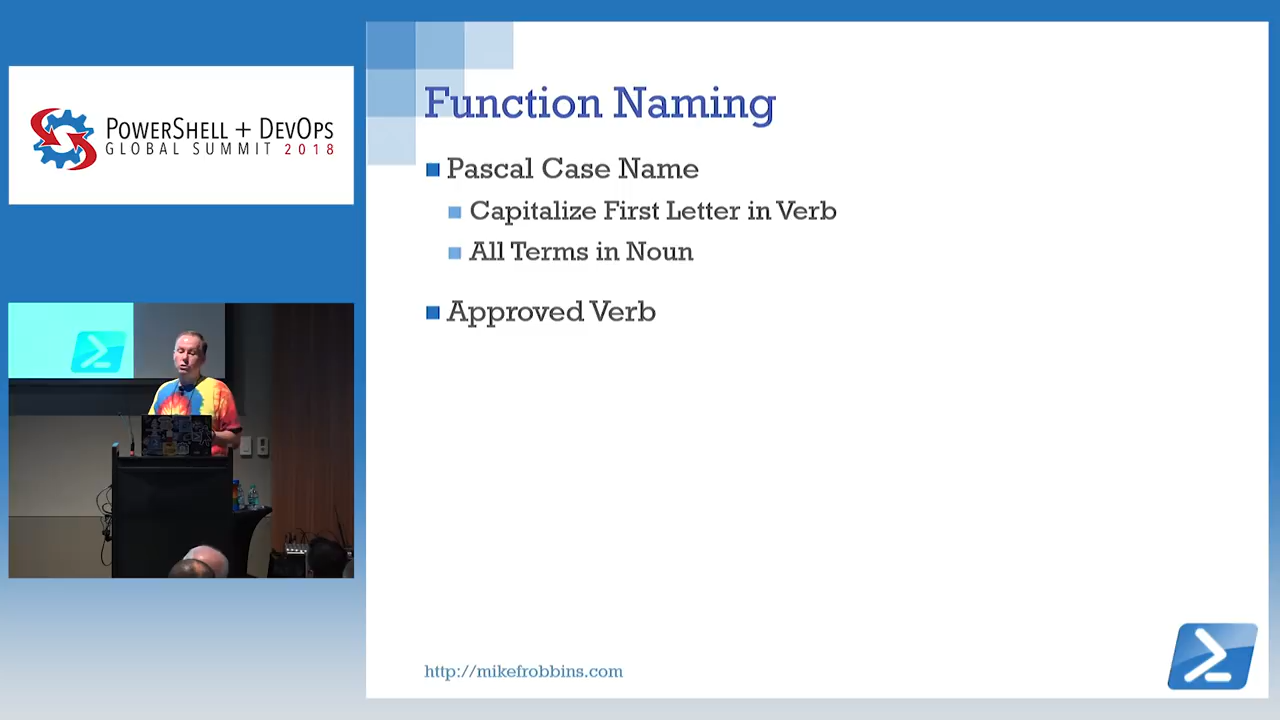 PowerShell + DevOps
Global Summit 2018
Function Naming
Pascal Case Name
Capitalize First Letter in Verb
All Terms in Noun
Approved Verb
http://mikefrobbins.com